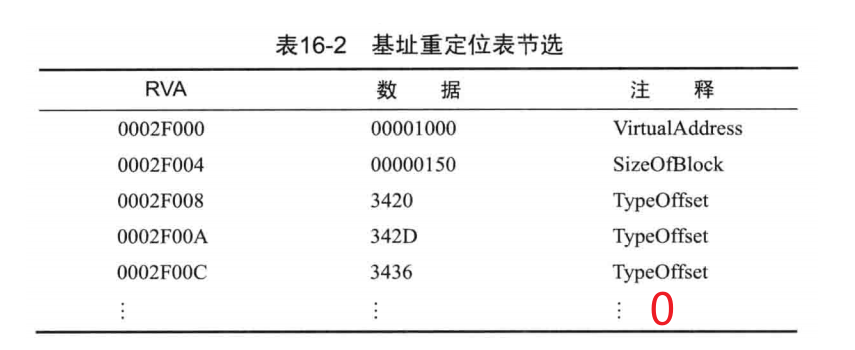 表16-2 基址重定位表节选
RVA 数 据 注 释
0002F000 00001000 VirtualAddress
0002F004 00000150 SizeOfBlock
0002F008 3420 TypeOffset
0002F00A 342D TypeOffset
0002F00C 3436 TypeOffset
⋮ ⋮ ⋮ 0